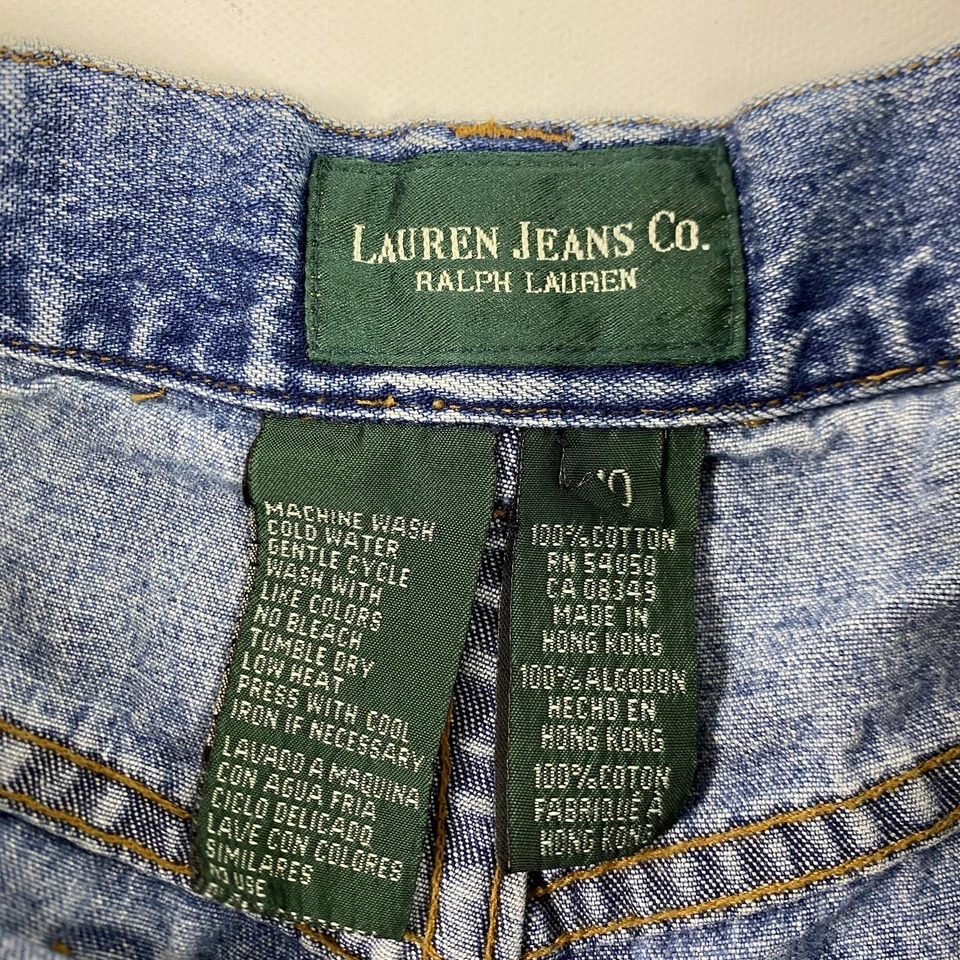 LAUREN JEANS CO.
RALPH LAUREN
MACHINE WASH
COLD WATER
GENTLE CYCLE
WASH WITH
LIKE COLORS
NO BLEACH
TUMBLE DRY
LOW HEAT
PRESS WITH COOL
IRON IF NECESSARY
LAVADO A MAQUINA
CON AGUA FRIA
CICLO DELICADO
LAVE CON COLORES
SIMILARES
NO USE
100% COTTON
RN 54050
CA 08349
MADE IN
HONG KONG
100% ALGODON
HECHO EN
HONG KONG
100% COTON
FABRIQUE A
HONG KONG